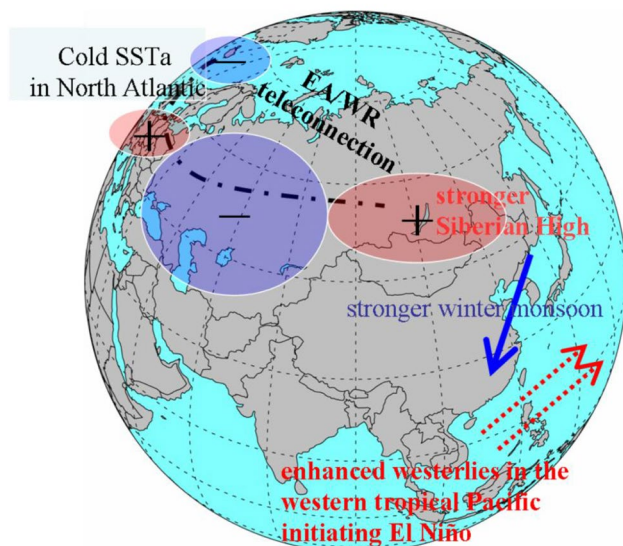 Cold SSTa
in North Atlantic
−
EA/WR
teleconnection
+
−
+
stronger
Siberian High
stronger winter monsoon
enhanced westerlies in the
western tropical Pacific
initiating El Niño